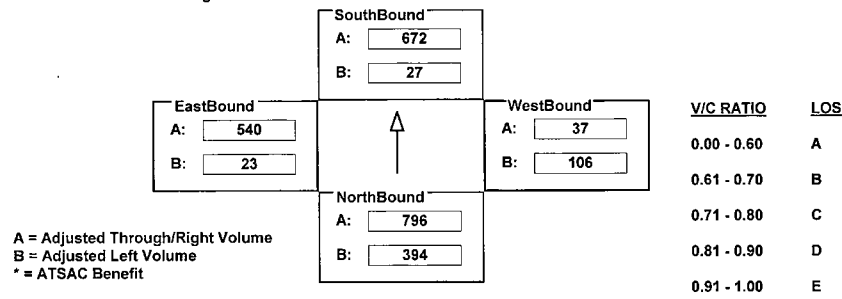 SouthBound
A: 672
B: 27
EastBound
A: 540
B: 23
WestBound
A: 37
B: 106
NorthBound
A: 796
B: 394
A = Adjusted Through/Right Volume
B = Adjusted Left Volume
* = ATSAC Benefit
V/C RATIO LOS
0.00 - 0.60 A
0.61 - 0.70 B
0.71 - 0.80 C
0.81 - 0.90 D
0.91 - 1.00 E